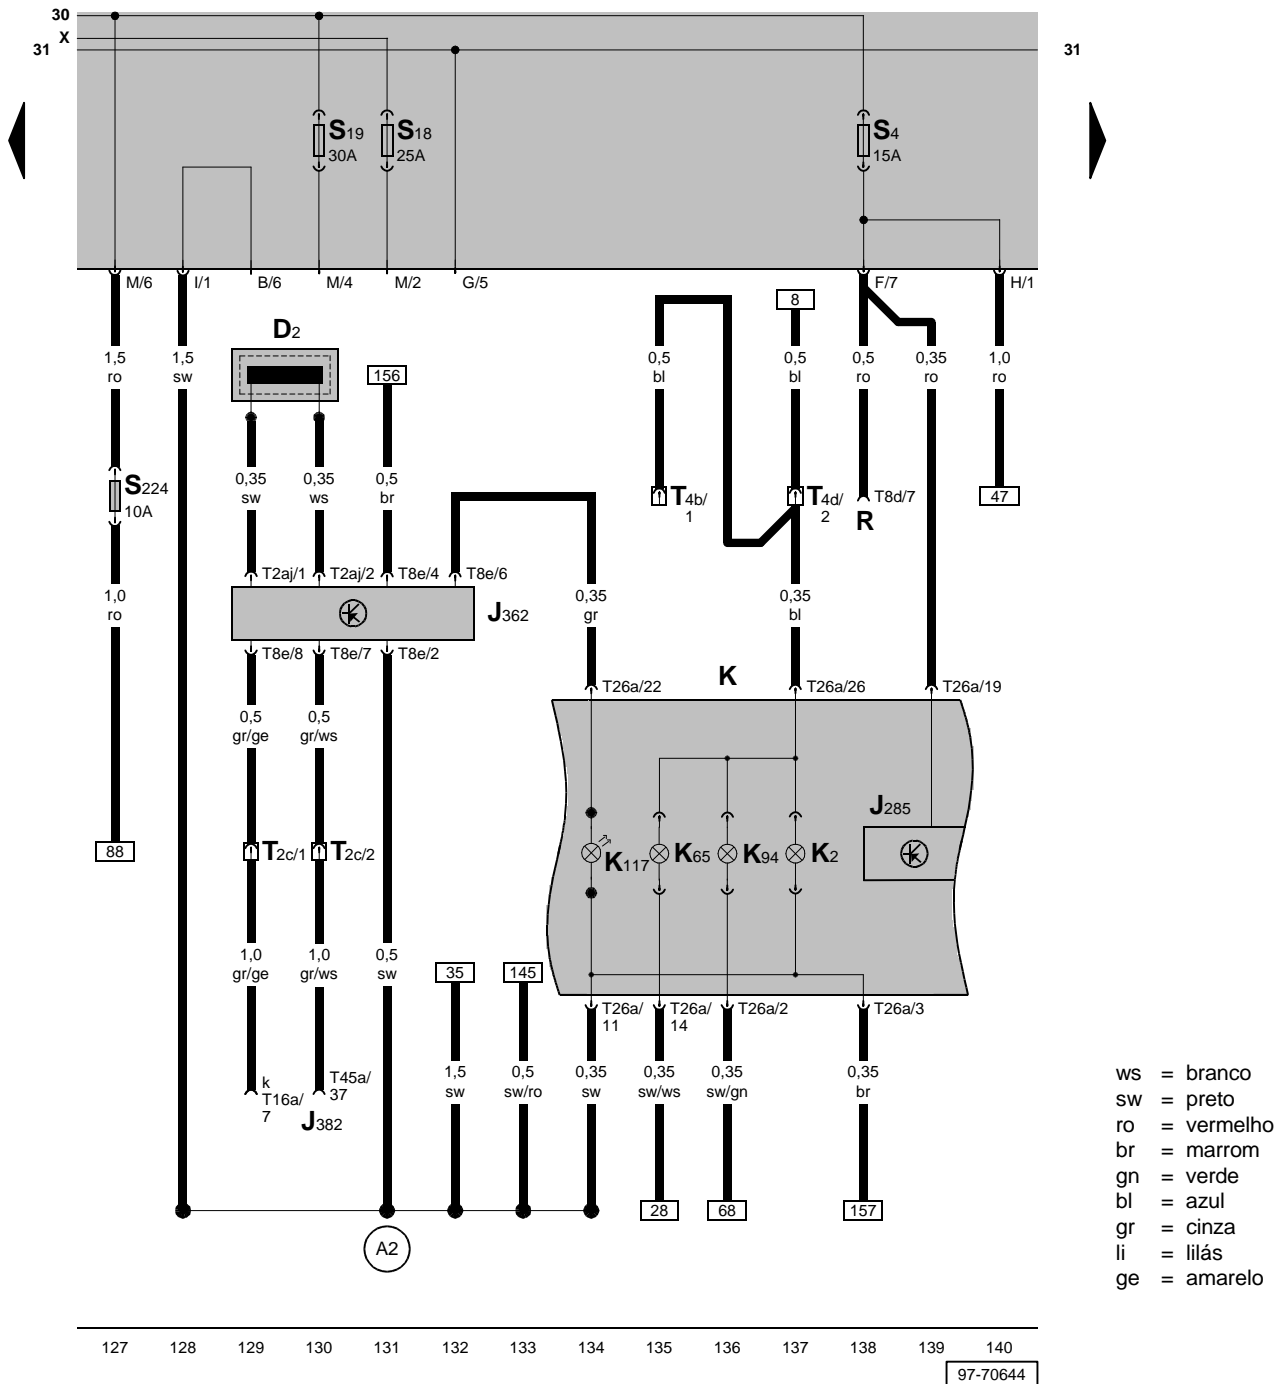 30
X
31
31
S19
30A
S18
25A
S4
15A
M/6
I/1
B/6
M/4
M/2
G/5
F/7
H/1
D2
8
1,5
ro
1,5
sw
156
0,5
bl
0,5
bl
0,5
ro
0,35
ro
1,0
ro
S224
10A
0,35
sw
0,35
ws
0,5
br
T4b/
1
T4d/
2
T8d/7
R
47
T2aj/1
T2aj/2
T8e/4
T8e/6
1,0
ro
J362
0,35
gr
0,35
bl
T8e/8
T8e/7
T8e/2
K
T26a/22
T26a/26
T26a/19
0,5
gr/ge
0,5
gr/ws
J285
88
T2c/1
T2c/2
K117
K65
K94
K2
1,0
gr/ge
1,0
gr/ws
0,5
sw
35
145
T26a/
11
T26a/
14
T26a/2
T26a/3
k
T16a/
7
T45a/
37
J382
1,5
sw
0,5
sw/ro
0,35
sw
0,35
sw/ws
0,35
sw/gn
0,35
br
28
68
157
A2
ws = branco
sw = preto
ro = vermelho
br = marrom
gn = verde
bl = azul
gr = cinza
li = lilás
ge = amarelo
127 128 129 130 131 132 133 134 135 136 137 138 139 140
97-70644